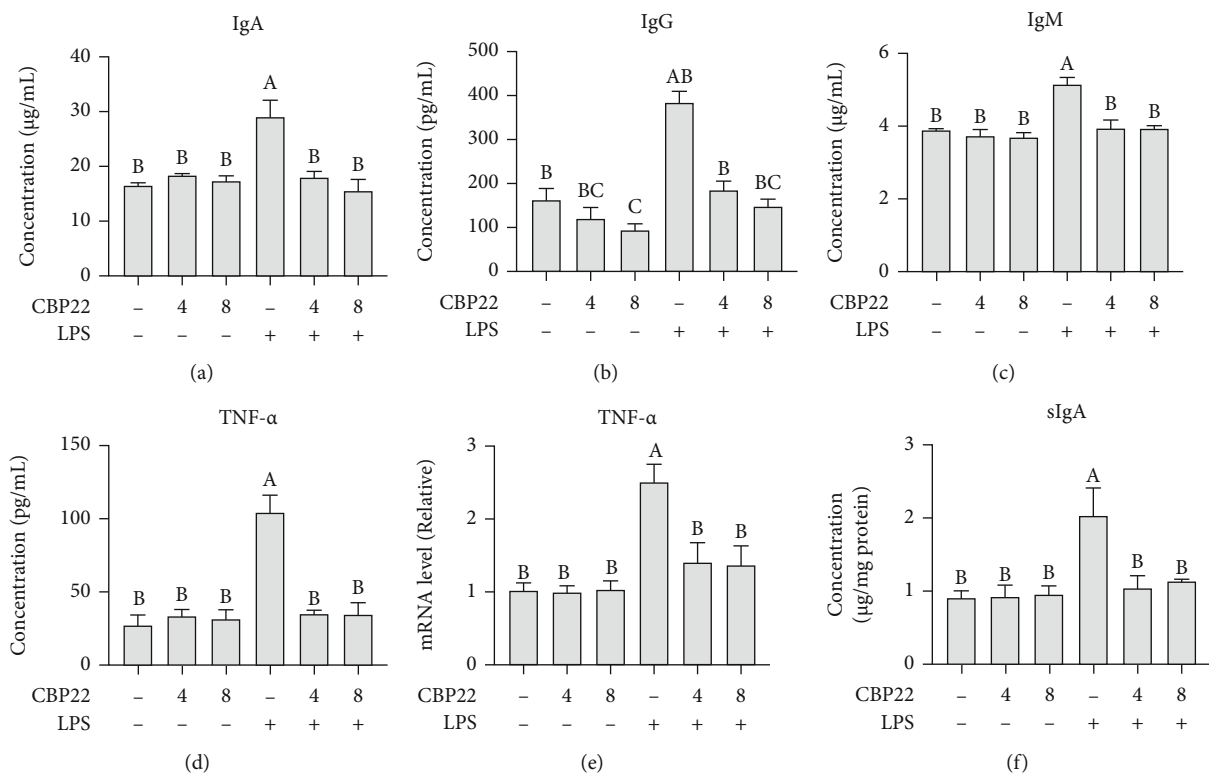 IgA
Concentration (μg/mL)
40
30
20
10
0
B B B A B B
CBP22 – 4 8 – 4 8
LPS – – – + + +
(a)
IgG
Concentration (pg/mL)
500
400
300
200
100
0
B BC C AB B BC
CBP22 – 4 8 – 4 8
LPS – – – + + +
(b)
IgM
Concentration (μg/mL)
6
4
2
0
B B B A B B
CBP22 – 4 8 – 4 8
LPS – – – + + +
(c)
TNF-α
Concentration (pg/mL)
150
100
50
0
B B B A B B
CBP22 – 4 8 – 4 8
LPS – – – + + +
(d)
TNF-α
mRNA level (Relative)
3
2
1
0
B B B A B B
CBP22 – 4 8 – 4 8
LPS – – – + + +
(e)
sIgA
Concentration
(μg/mg protein)
3
2
1
0
B B B A B B
CBP22 – 4 8 – 4 8
LPS – – – + + +
(f)